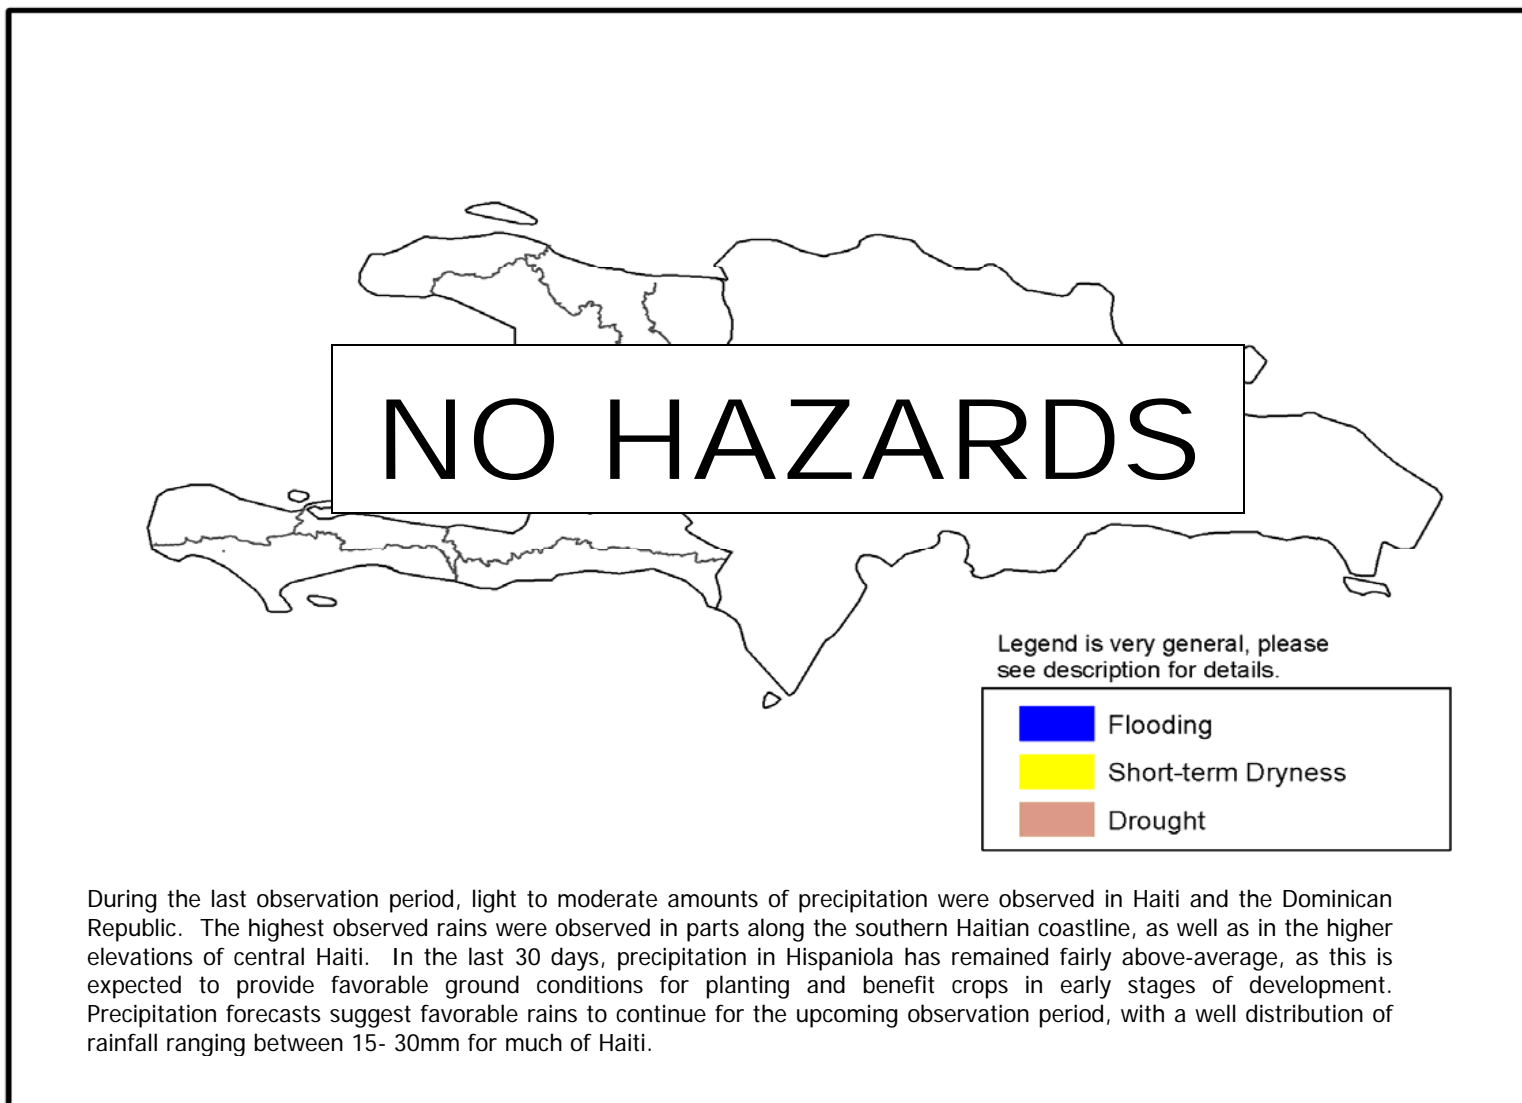 NO HAZARDS
Legend is very general, please
see description for details.
Flooding
Short-term Dryness
Drought
During the last observation period, light to moderate amounts of precipitation were observed in Haiti and the Dominican
Republic.  The highest observed rains were observed in parts along the southern Haitian coastline, as well as in the higher
elevations of central Haiti.  In the last 30 days, precipitation in Hispaniola has remained fairly above-average, as this is
expected to provide favorable ground conditions for planting and benefit crops in early stages of development.
Precipitation forecasts suggest favorable rains to continue for the upcoming observation period, with a well distribution of
rainfall ranging between 15- 30mm for much of Haiti.